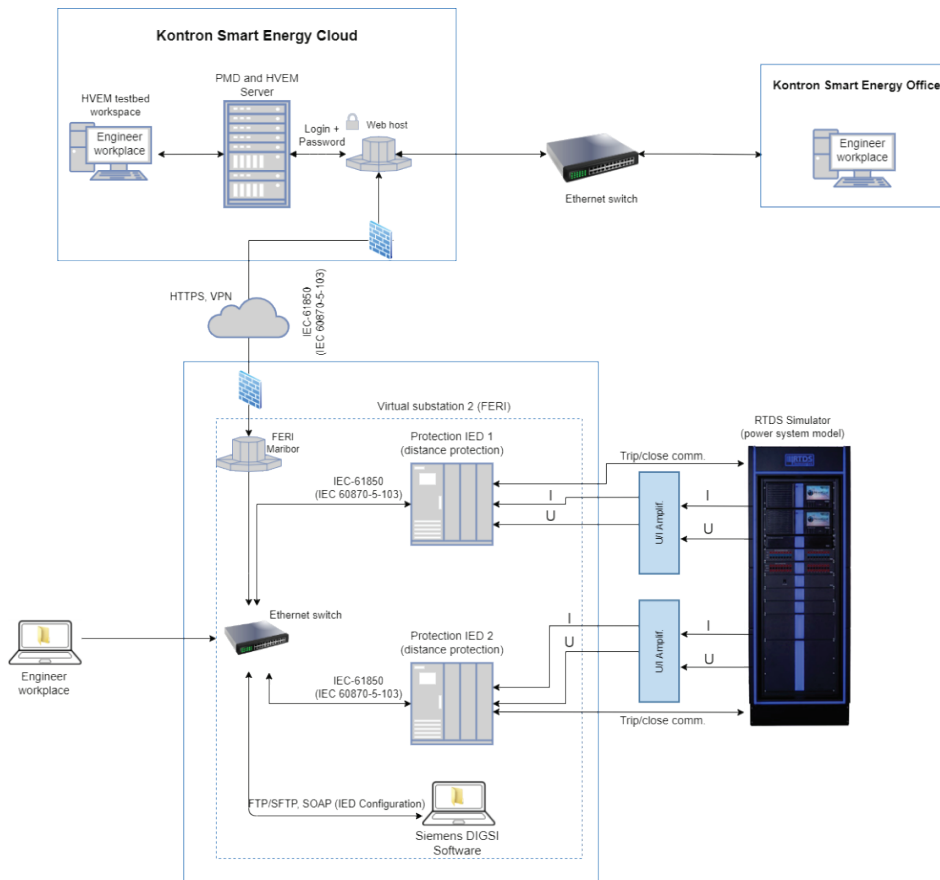 Kontron Smart Energy Cloud
PMD and HVEM
Server
HVEM testbed
workspace
Engineer
workplace
Login +
Password
Web host
Ethernet switch
Kontron Smart Energy Office
Engineer
workplace
HTTPS, VPN
IEC-61850
(IEC 60870-5-103)
Virtual substation 2 (FERI)
FERI
Maribor
Protection IED 1
(distance protection)
IEC-61850
(IEC 60870-5-103)
Trip/close comm.
I
U
U/I Amplif.
I
U
RTDS Simulator
(power system model)
RTDS
Ethernet switch
Engineer
workplace
Protection IED 2
(distance protection)
IEC-61850
(IEC 60870-5-103)
I
U
U/I Amplif.
I
U
Trip/close comm.
FTP/SFTP, SOAP (IED Configuration)
Siemens DIGSI
Software